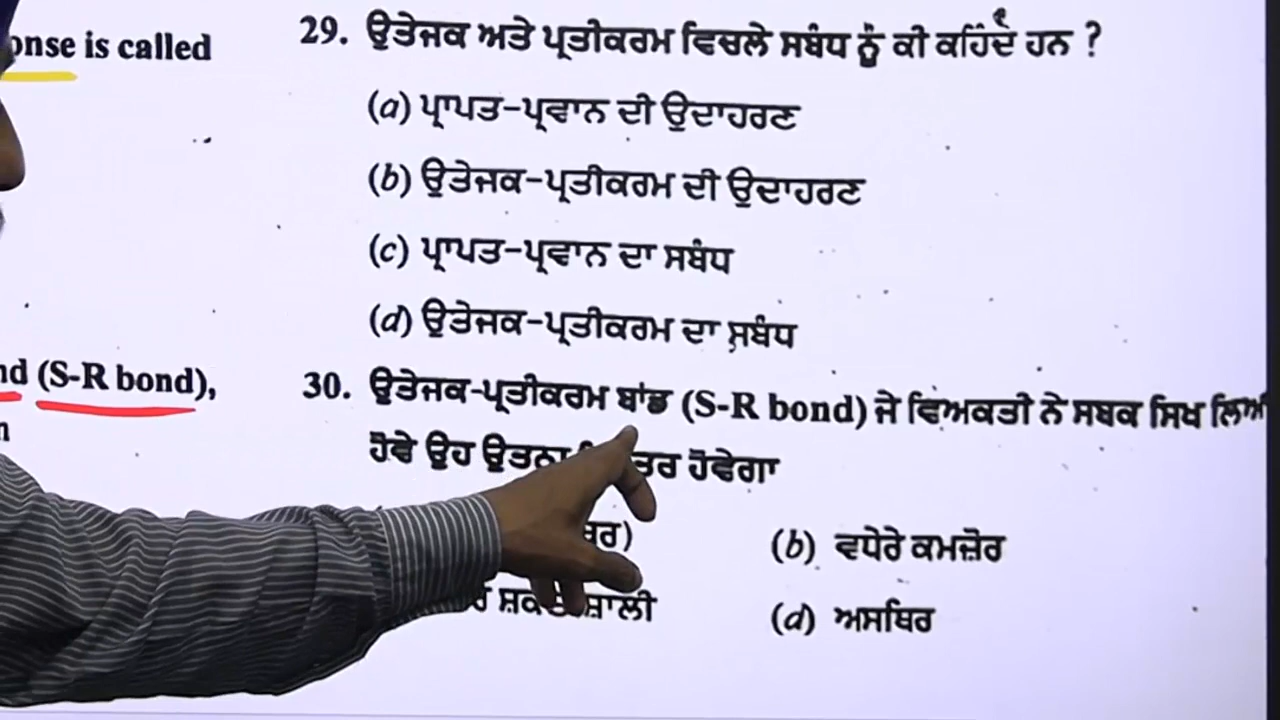 is called
29. ਉਤੇਜਕ ਅਤੇ ਪ੍ਰਤੀਕਰਮ ਵਿਚਲੇ ਸਬੰਧ ਨੂੰ ਕੀ ਕਹਿੰਦੇ ਹਨ ?
(a) ਪ੍ਰਾਪਤ-ਪ੍ਰਵਾਨ ਦੀ ਉਦਾਹਰਣ
(b) ਉਤੇਜਕ-ਪ੍ਰਤੀਕਰਮ ਦੀ ਉਦਾਹਰਣ
(c) ਪ੍ਰਾਪਤ-ਪ੍ਰਵਾਨ ਦਾ ਸਬੰਧ
(d) ਉਤੇਜਕ-ਪ੍ਰਤੀਕਰਮ ਦਾ ਸਬੰਧ
(S-R bond),
30. ਉਤੇਜਕ-ਪ੍ਰਤੀਕਰਮ ਬਾਂਡ (S-R bond) ਜੇ ਵਿਅਕਤੀ ਨੇ ਸਬਕ ਸਿਖ
ਹੋਵੇ ਉਹ ਉਤਨਾ ਹੋਵੇਗਾ
(b) ਵਧੇਰੇ ਕਮਜ਼ੋਰ
(d) ਅਸਥਿਰ